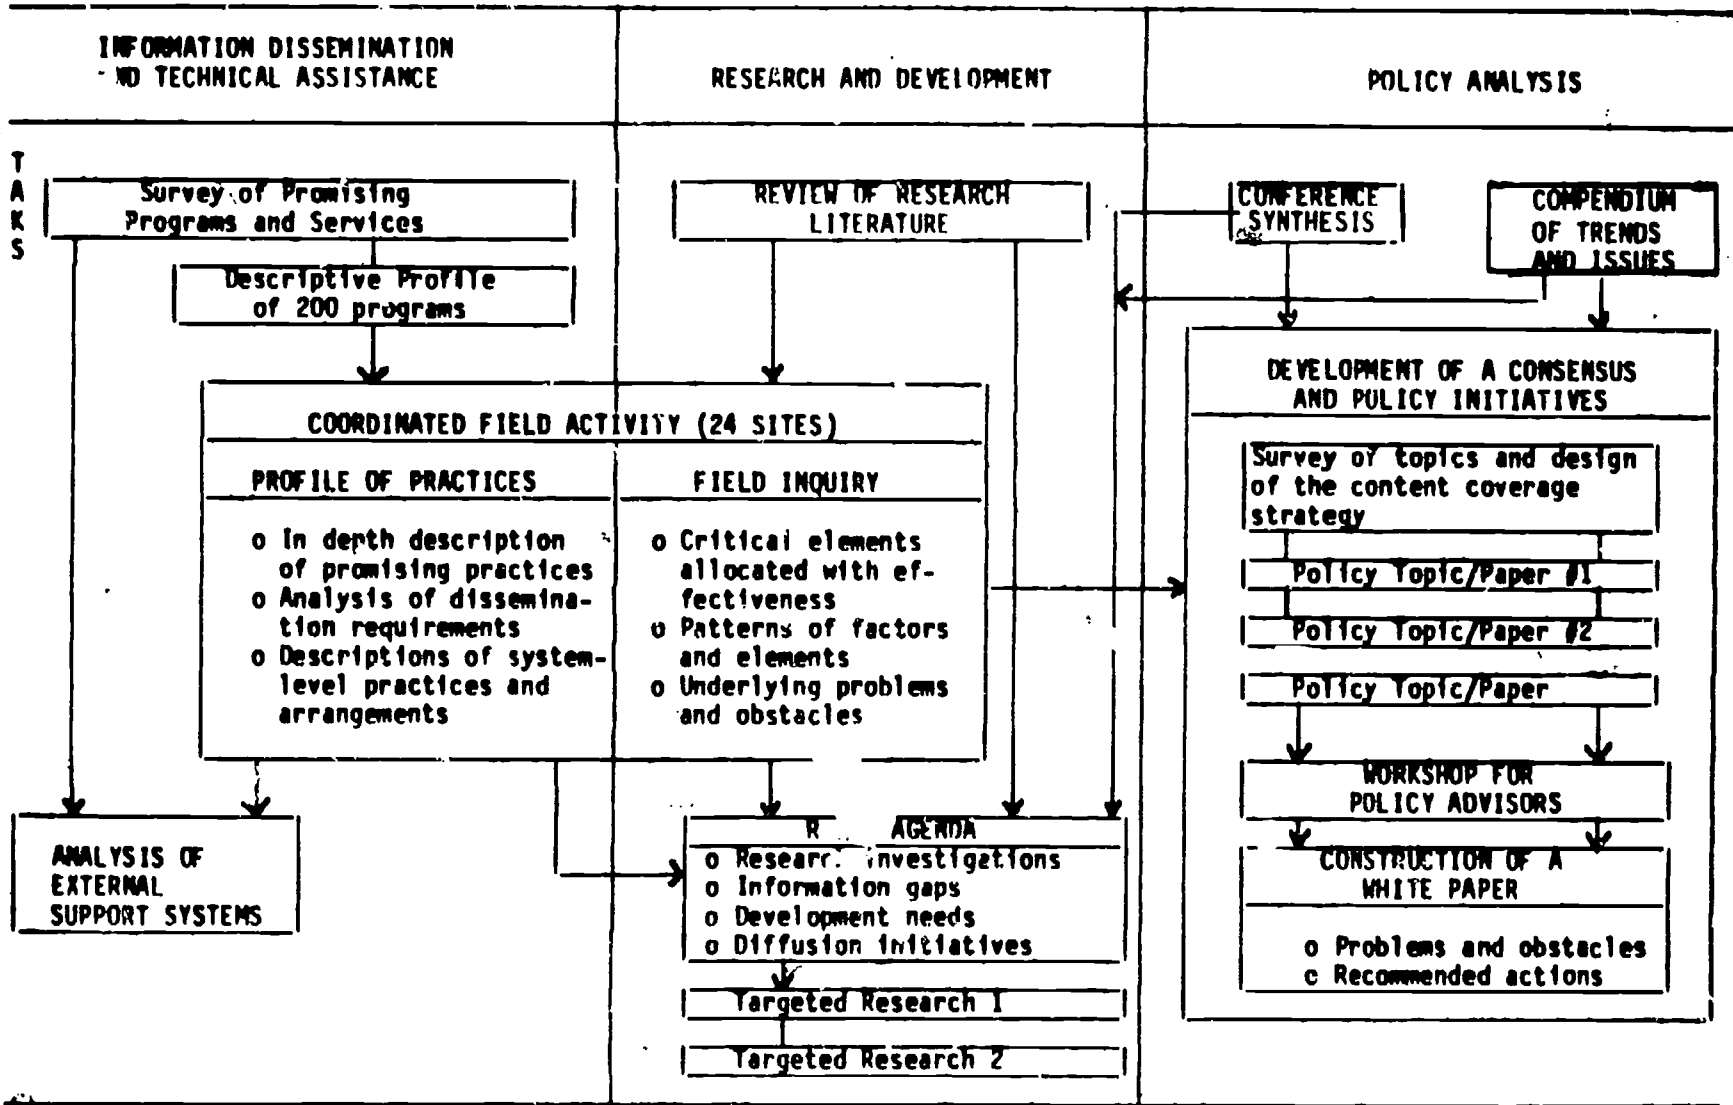 INFORMATION DISSEMINATION
ND TECHNICAL ASSISTANCE
RESEARCH AND DEVELOPMENT
POLICY ANALYSIS
TAKS
Survey of Promising
Programs and Services
Descriptive Profile
of 200 programs
REVIEW OF RESEARCH
LITERATURE
CONFERENCE
SYNTHESIS
COMPENDIUM
OF TRENDS
AND ISSUES
COORDINATED FIELD ACTIVITY (24 SITES)
PROFILE OF PRACTICES
o In depth description
of promising practices
o Analysis of dissemina-
tion requirements
o Descriptions of system-
level practices and
arrangements
FIELD INQUIRY
o Critical elements
allocated with ef-
fectiveness
o Patterns of factors
and elements
o Underlying problems
and obstacles
ANALYSIS OF
EXTERNAL
SUPPORT SYSTEMS
R AGENDA
o Research investigations
o Information gaps
o Development needs
o Diffusion initiatives
Targeted Research 1
Targeted Research 2
DEVELOPMENT OF A CONSENSUS
AND POLICY INITIATIVES
Survey of topics and design
of the content coverage
strategy
Policy Topic/Paper #1
Policy Topic/Paper #2
Policy Topic/Paper
WORKSHOP FOR
POLICY ADVISORS
CONSTRUCTION OF A
WHITE PAPER
o Problems and obstacles
o Recommended actions